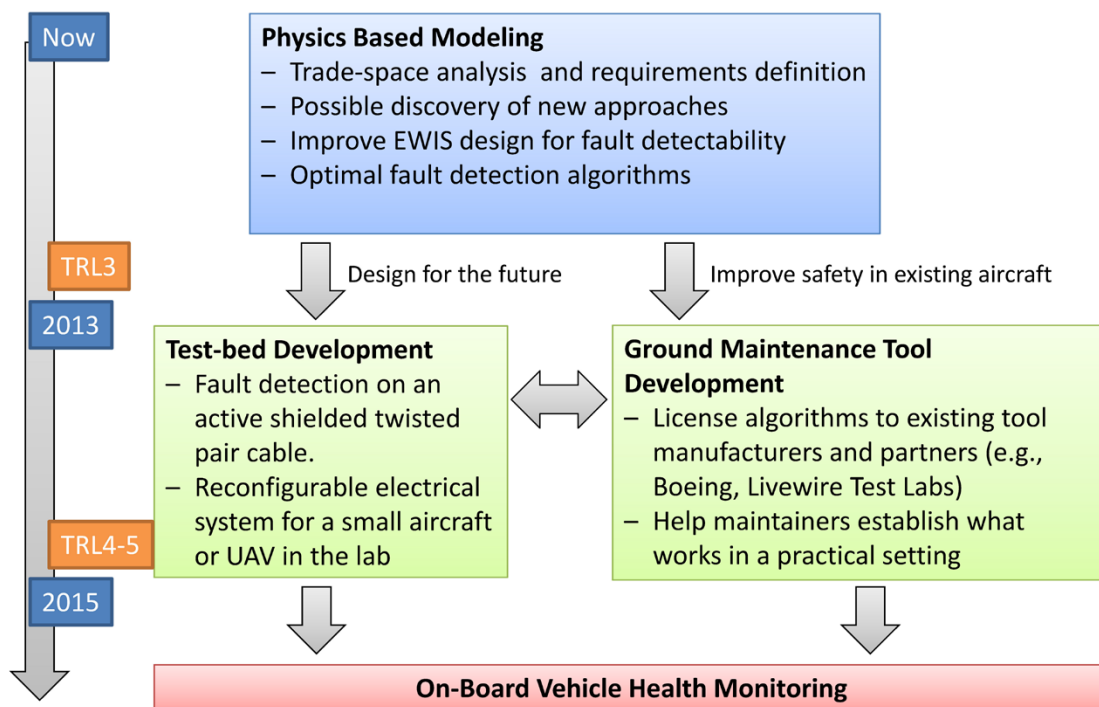 Now
Physics Based Modeling
– Trade-space analysis and requirements definition
– Possible discovery of new approaches
– Improve EWIS design for fault detectability
– Optimal fault detection algorithms
TRL3
Design for the future
Improve safety in existing aircraft
2013
Test-bed Development
– Fault detection on an
active shielded twisted
pair cable.
– Reconfigurable electrical
system for a small aircraft
or UAV in the lab
Ground Maintenance Tool
Development
– License algorithms to existing tool
manufacturers and partners (e.g.,
Boeing, Livewire Test Labs)
– Help maintainers establish what
works in a practical setting
TRL4-5
2015
On-Board Vehicle Health Monitoring